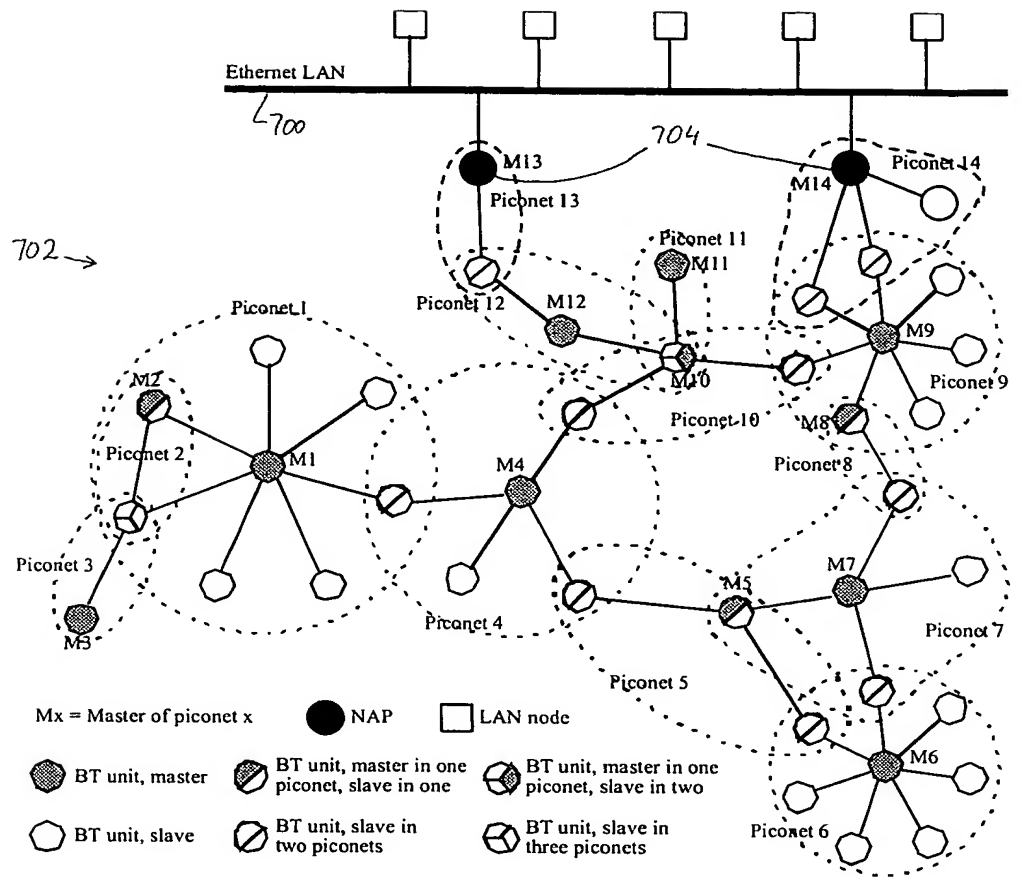 Ethernet LAN
700
704
M13
Piconet 13
Piconet 14
M14
702
Piconet 11
M11
Piconet 12
M12
Piconet 1
M9
M10
M2
Piconet 9
Piconet 10
M8
Piconet 2
M1
M4
Piconet 8
Piconet 3
M5
M7
M3
Piconet 4
Piconet 7
Piconet 5
Mx = Master of piconet x
NAP
LAN node
M6
BT unit, master
BT unit, master in one
piconet, slave in one
BT unit, master in one
piconet, slave in two
Piconet 6
BT unit, slave
BT unit, slave in
two piconets
BT unit, slave in
three piconets